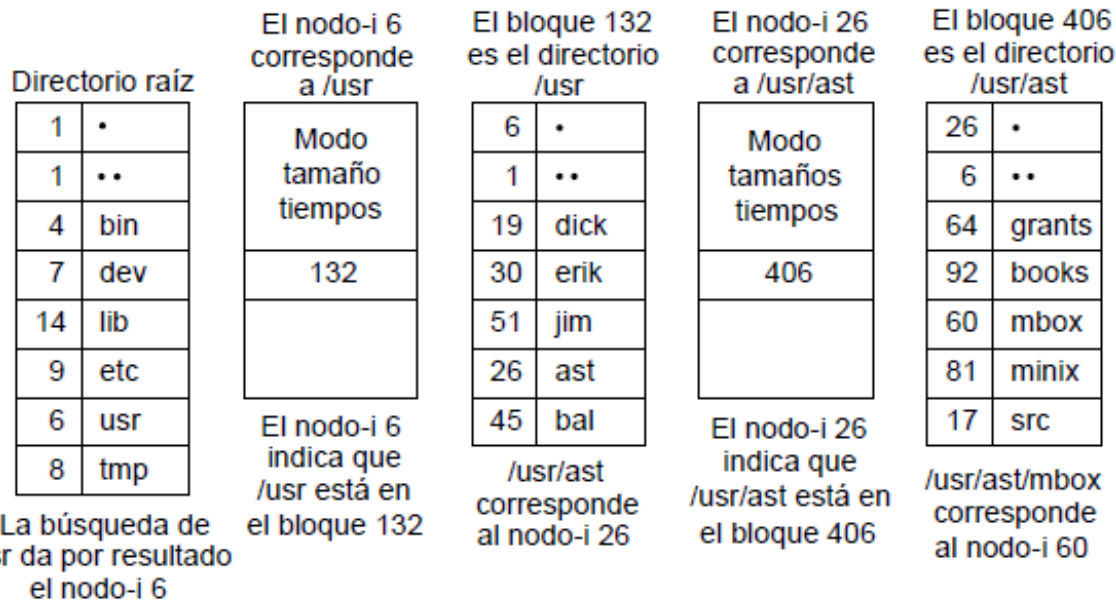 Directorio raíz
1 •
1 ••
4 bin
7 dev
14 lib
9 etc
6 usr
8 tmp
La búsqueda de
r da por resultado
el nodo-i 6
El nodo-i 6
corresponde
a /usr
Modo
tamaño
tiempos
132
El nodo-i 6
indica que
/usr está en
el bloque 132
El bloque 132
es el directorio
/usr
6 •
1 ••
19 dick
30 erik
51 jim
26 ast
45 bal
/usr/ast
corresponde
al nodo-i 26
El nodo-i 26
corresponde
a /usr/ast
Modo
tamaños
tiempos
406
El nodo-i 26
indica que
/usr/ast está en
el bloque 406
El bloque 406
es el directorio
/usr/ast
26 •
6 ••
64 grants
92 books
60 mbox
81 minix
17 src
/usr/ast/mbox
corresponde
al nodo-i 60